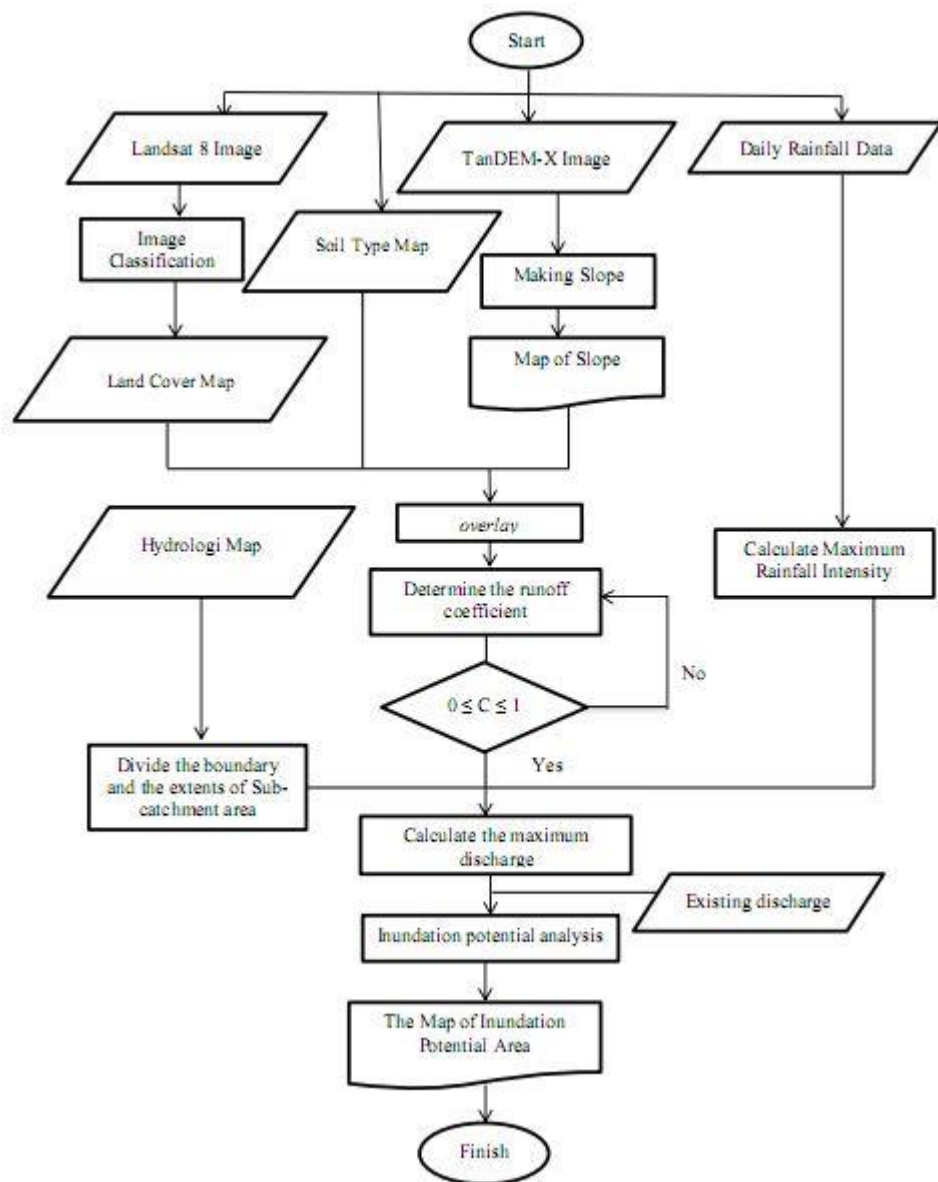 Start
Landsat 8 Image
TanDEM-X Image
Daily Rainfall Data
Image
Classification
Soil Type Map
Making Slope
Land Cover Map
Map of Slope
overlay
Hydrologi Map
Calculate Maximum
Rainfall Intensity
Determine the runoff
coefficient
No
0 ≤ C ≤ 1
Yes
Divide the boundary
and the extents of Sub-
catchment area
Calculate the maximum
discharge
Existing discharge
Inundation potential analysis
The Map of Inundation
Potential Area
Finish